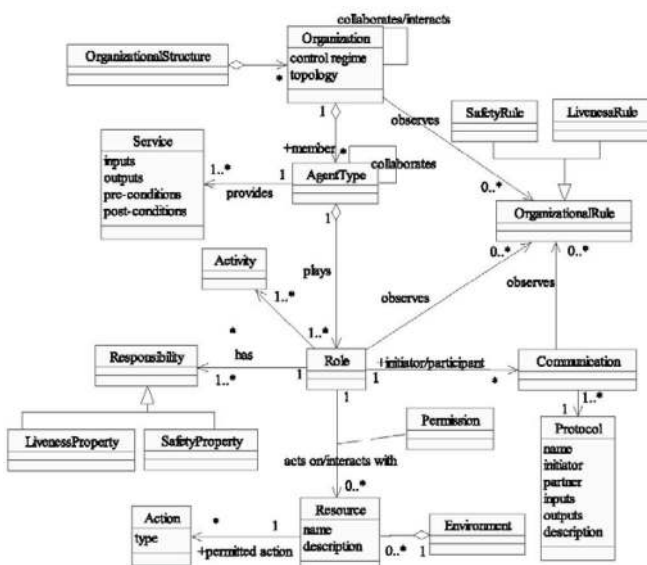 collaborates/interacts
Organization
control regime
topology
OrganizationalStructure
*
1
observes
SafetyRule
LivenessRule
+member
*
collaborates
Service
inputs
outputs
pre-conditions
post-conditions
1..*
1
provides
AgentType
1
0..*
OrganizationalRule
0..*
0..*
Activity
plays
1..*
observes
observes
1..*
*
Responsibility
has
1..*
1
Role
1
+initiator/participant
*
Communication
1
1
1..*
LivenessProperty
SafetyProperty
Permission
Protocol
name
initiator
partner
inputs
outputs
description
acts on/interacts with
0..*
Action
type
*
1
+permitted action
Resource
name
description
0..*
1
Environment